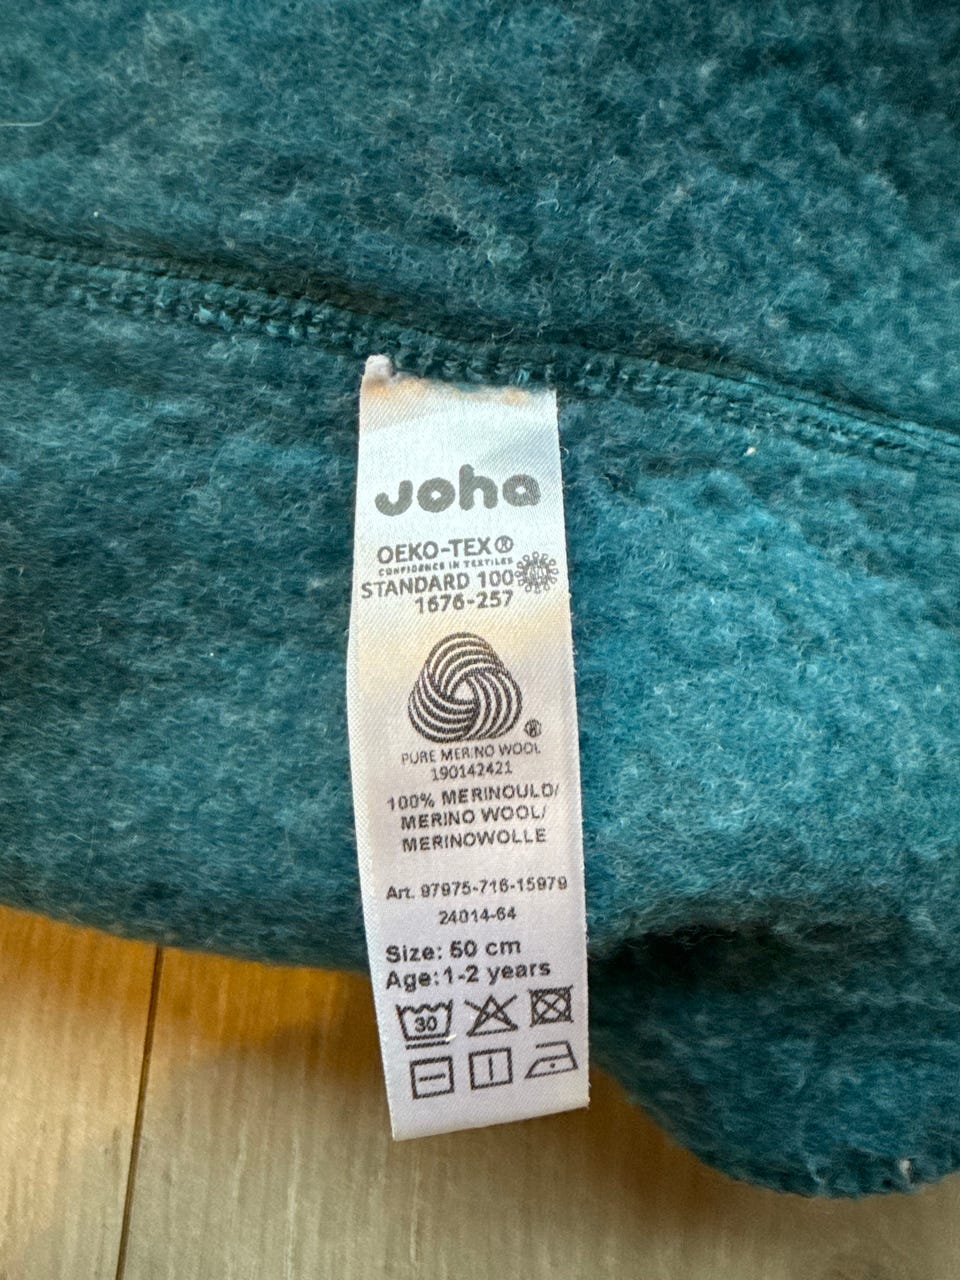 Joha
OEKO-TEX®
CONFIDENCE IN TEXTILES
STANDARD 100
1676-257
®
PURE MERINO WOOL
190142421
100% MERINOULD/
MERINO WOOL/
MERINOWOLLE
Art. 97975-716-15979
24014-64
Size: 50 cm
Age:1-2 years
30